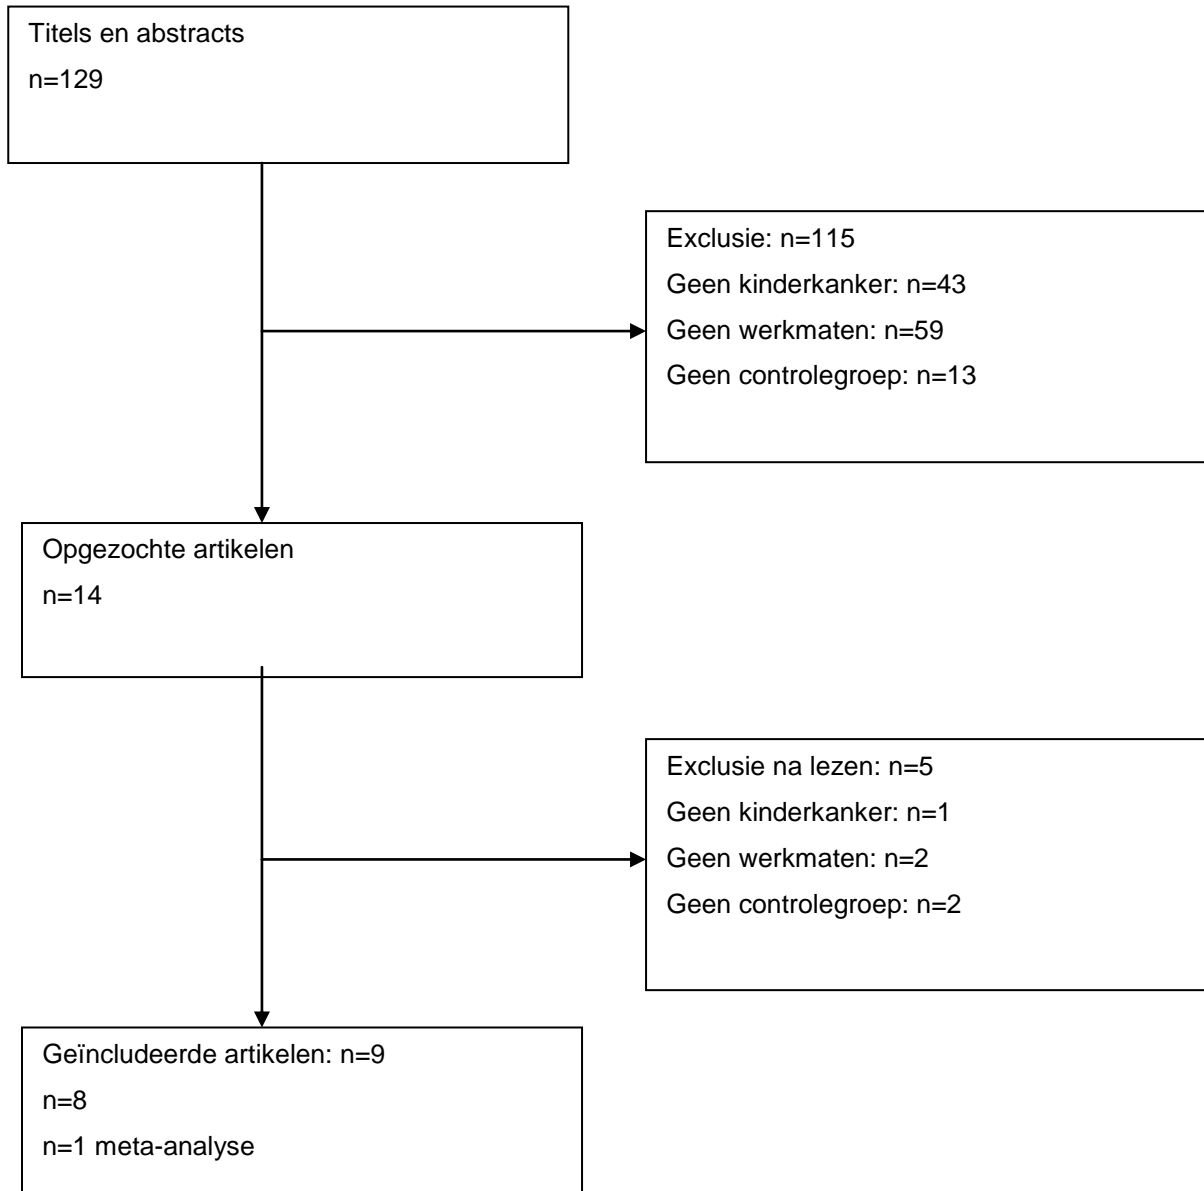 Titels en abstracts
n=129
Exclusie: n=115
Geen kinderkanker: n=43
Geen werkmaten: n=59
Geen controlegroep: n=13
Opgezochte artikelen
n=14
Exclusie na lezen: n=5
Geen kinderkanker: n=1
Geen werkmaten: n=2
Geen controlegroep: n=2
Geïncludeerde artikelen: n=9
n=8
n=1 meta-analyse